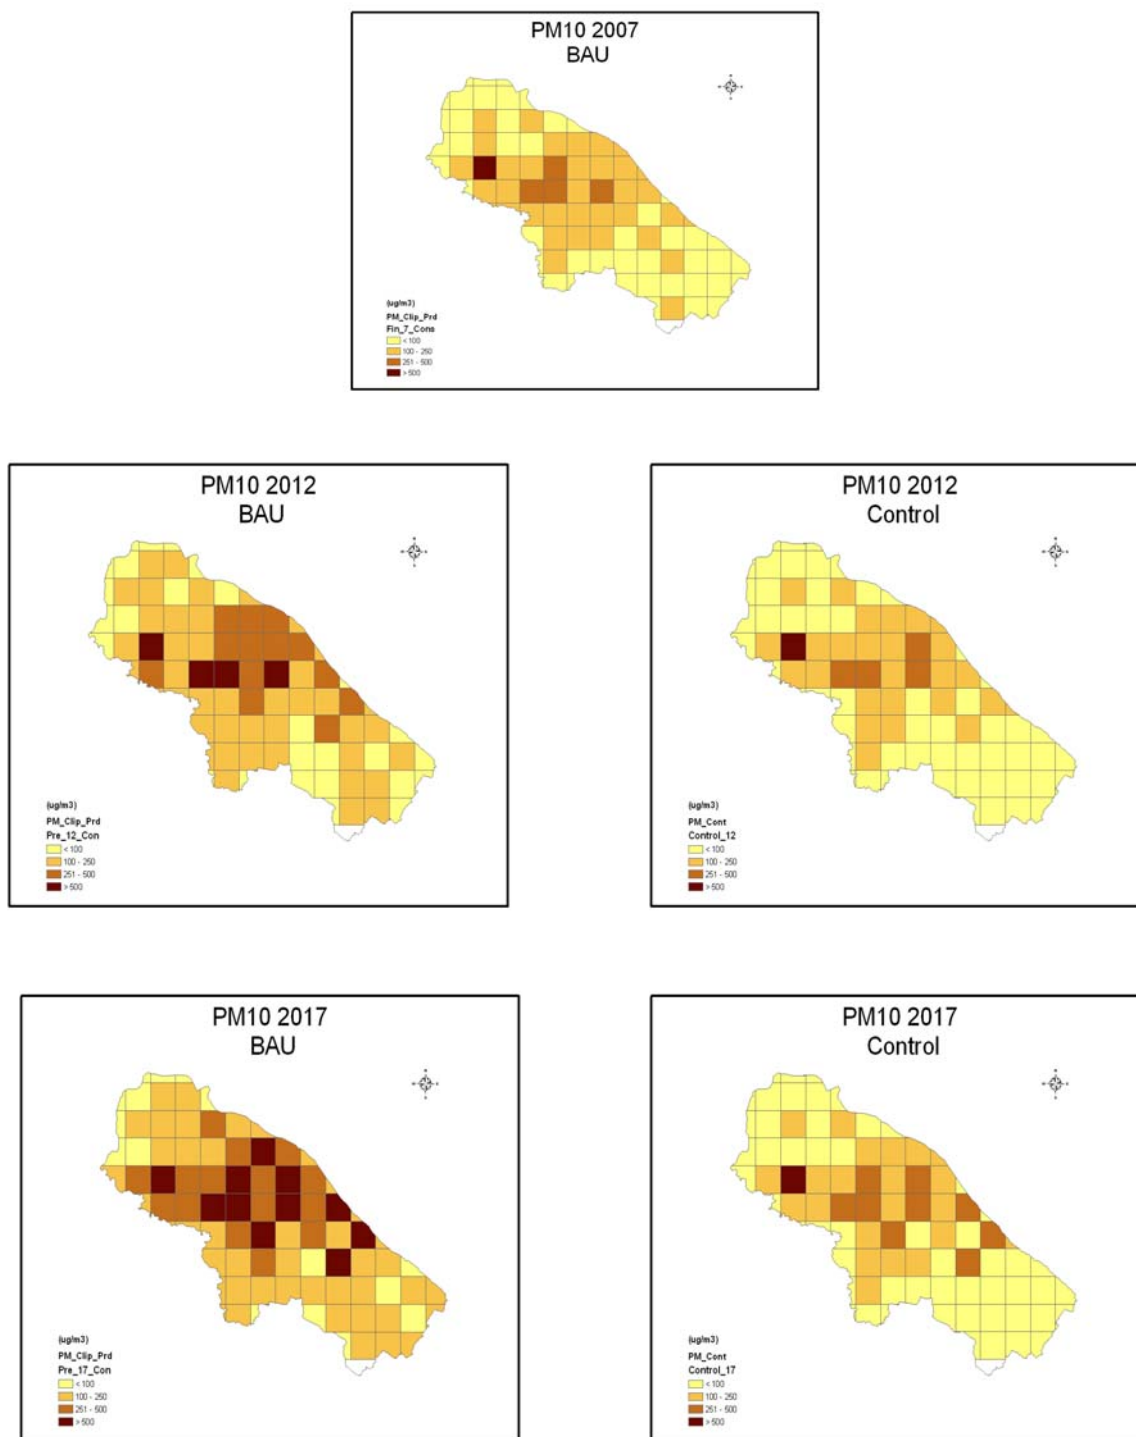 PM10 2007
BAU
(ug/m3)
PM_Clip_Prd
Fin_7_Cons
< 100
100 - 250
251 - 500
> 500
PM10 2012
BAU
(ug/m3)
PM_Clip_Prd
Pre_12_Con
< 100
100 - 250
251 - 500
> 500
PM10 2012
Control
(ug/m3)
PM_Cont
Control_12
< 100
100 - 250
251 - 500
> 500
PM10 2017
BAU
(ug/m3)
PM_Clip_Prd
Pre_17_Con
< 100
100 - 250
251 - 500
> 500
PM10 2017
Control
(ug/m3)
PM_Cont
Control_17
< 100
100 - 250
251 - 500
> 500